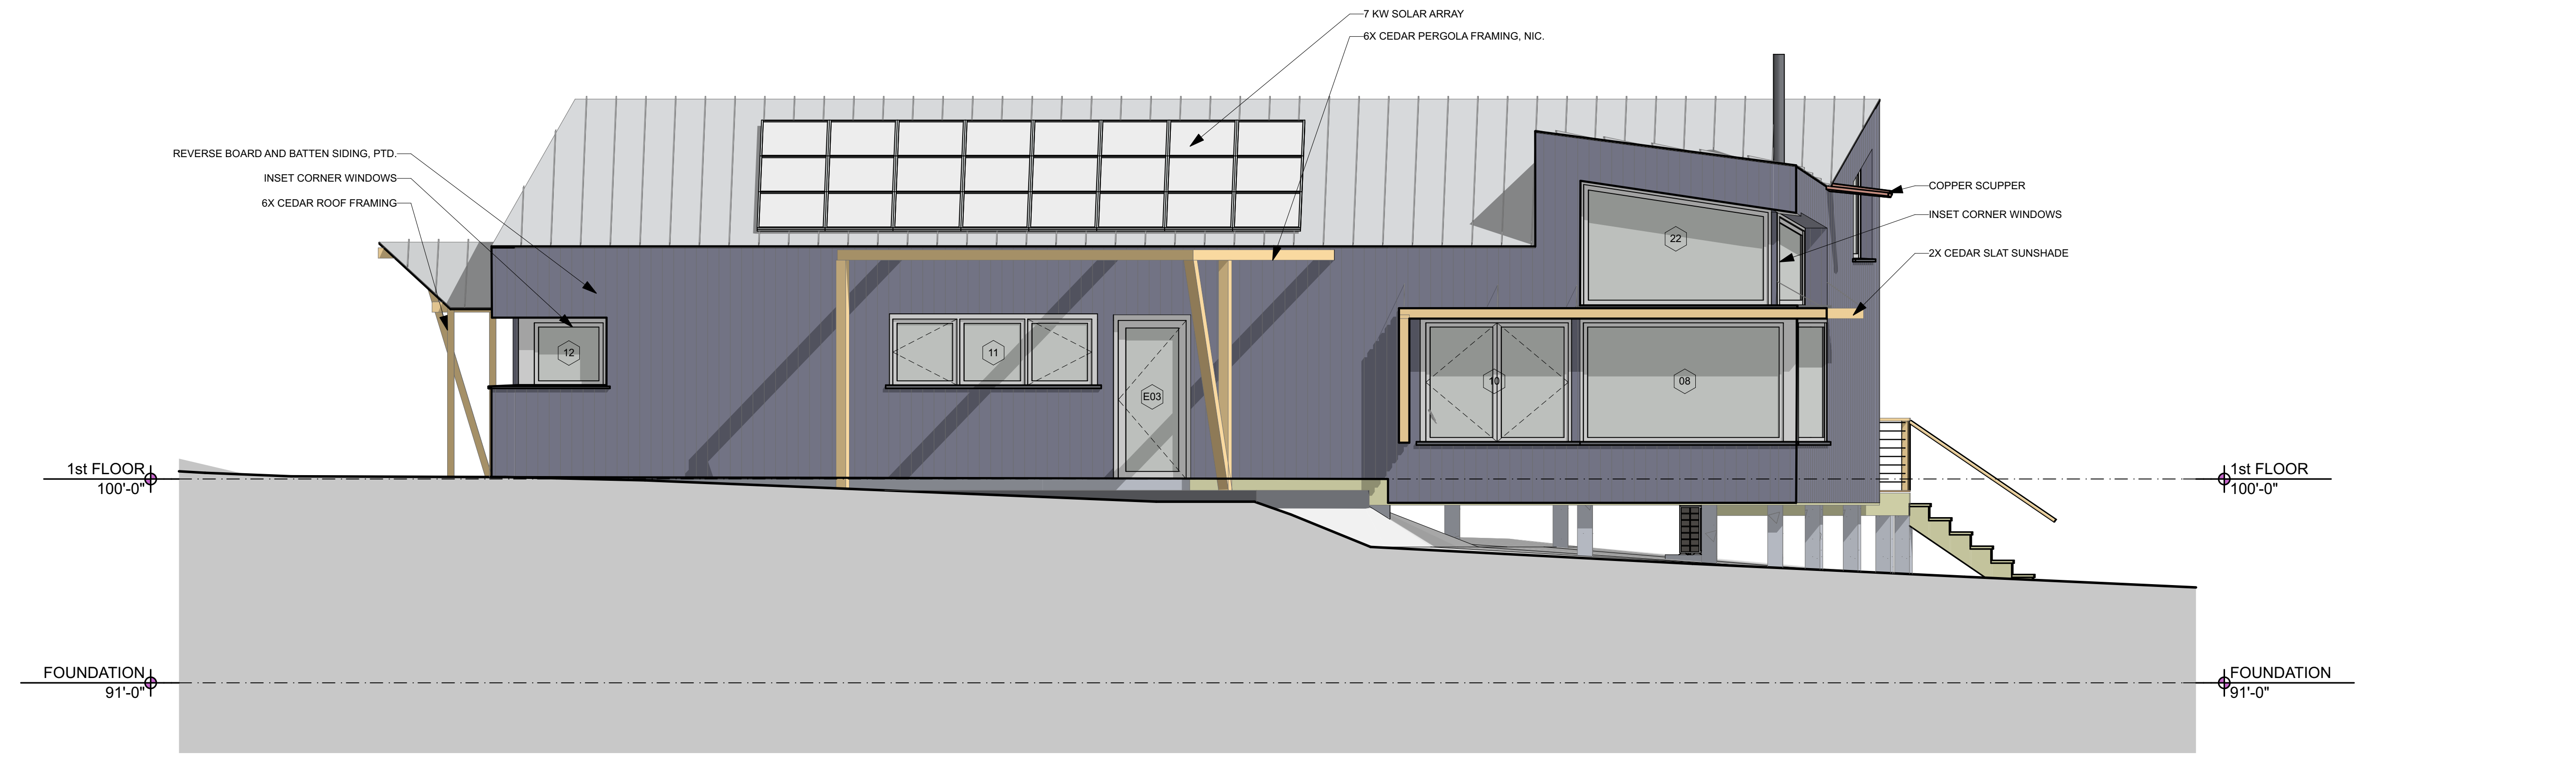 7 KW SOLAR ARRAY
6X CEDAR PERGOLA FRAMING, NIC.
REVERSE BOARD AND BATTEN SIDING, PTD.
INSET CORNER WINDOWS
6X CEDAR ROOF FRAMING
COPPER SCUPPER
INSET CORNER WINDOWS
2X CEDAR SLAT SUNSHADE
22
12
11
10
08
E03
1st FLOOR
100'-0"
1st FLOOR
100'-0"
FOUNDATION
91'-0"
FOUNDATION
91'-0"